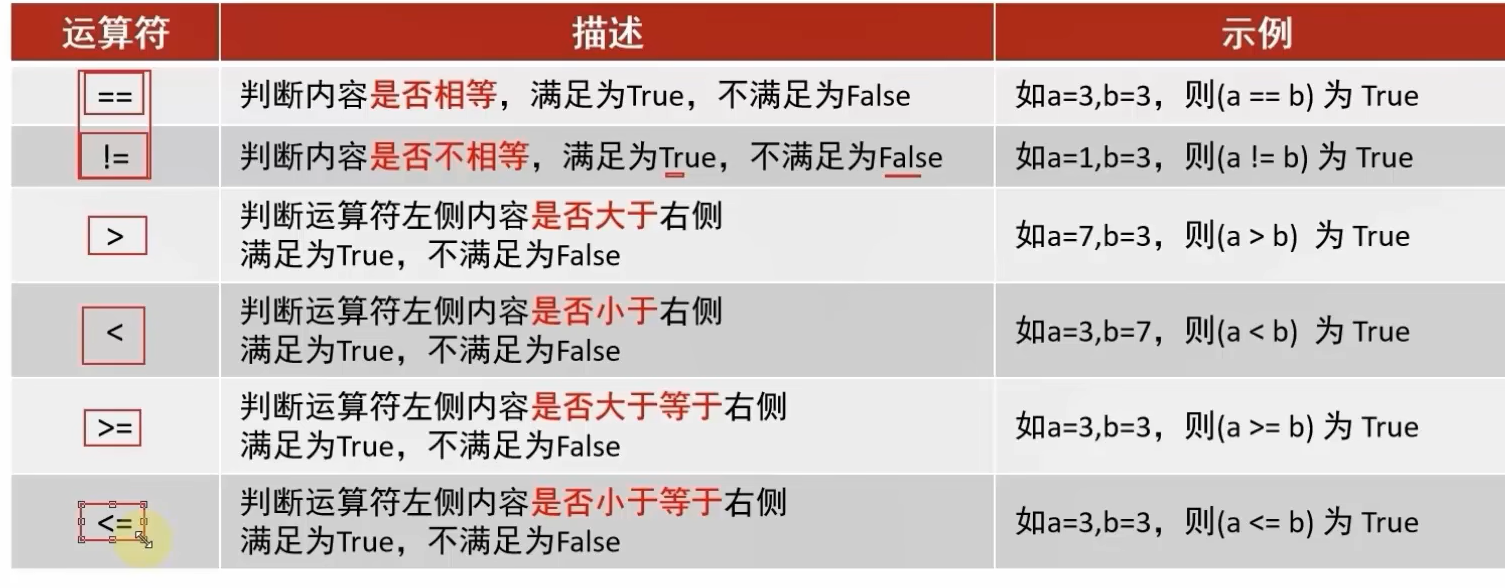 运算符 描述 示例
== 判断内容是否相等，满足为True，不满足为False 如a=3,b=3，则(a == b) 为 True
!= 判断内容是否不相等，满足为True，不满足为False 如a=1,b=3，则(a != b) 为 True
> 判断运算符左侧内容是否大于右侧
满足为True，不满足为False 如a=7,b=3，则(a > b) 为 True
< 判断运算符左侧内容是否小于右侧
满足为True，不满足为False 如a=3,b=7，则(a < b) 为 True
>= 判断运算符左侧内容是否大于等于右侧
满足为True，不满足为False 如a=3,b=3，则(a >= b) 为 True
<= 判断运算符左侧内容是否小于等于右侧
满足为True，不满足为False 如a=3,b=3，则(a <= b) 为 True